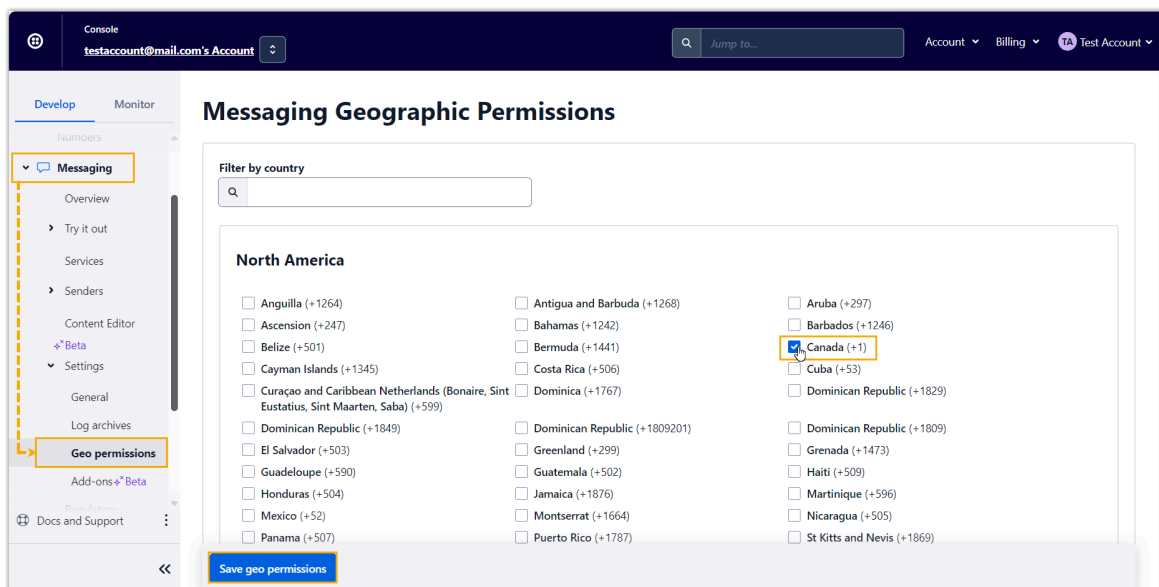 Console
testaccount@mail.com's Account
Jump to...
Account
Billing
TA
Test Account
Develop
Monitor
Numbers
Messaging
Overview
Try it out
Services
Senders
Content Editor
Beta
Settings
General
Log archives
Geo permissions
Add-ons Beta
Regulatory
Docs and Support
Messaging Geographic Permissions
Filter by country
North America
Anguilla (+1264)
Antigua and Barbuda (+1268)
Aruba (+297)
Ascension (+247)
Bahamas (+1242)
Barbados (+1246)
Belize (+501)
Bermuda (+1441)
Canada (+1)
Cayman Islands (+1345)
Costa Rica (+506)
Cuba (+53)
Curaçao and Caribbean Netherlands (Bonaire, Sint
Eustatius, Sint Maarten, Saba) (+599)
Dominica (+1767)
Dominican Republic (+1829)
Dominican Republic (+1849)
Dominican Republic (+1809201)
Dominican Republic (+1809)
El Salvador (+503)
Greenland (+299)
Grenada (+1473)
Guadeloupe (+590)
Guatemala (+502)
Haiti (+509)
Honduras (+504)
Jamaica (+1876)
Martinique (+596)
Mexico (+52)
Montserrat (+1664)
Nicaragua (+505)
Panama (+507)
Puerto Rico (+1787)
St Kitts and Nevis (+1869)
Save geo permissions